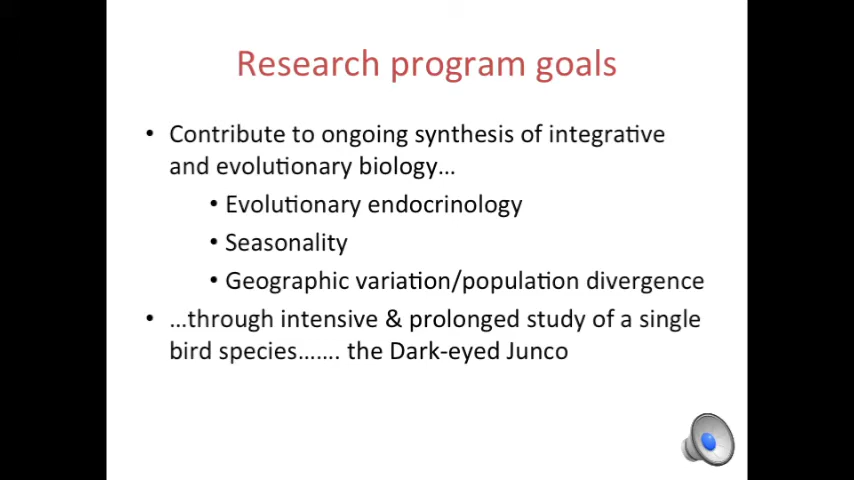 Research program goals
• Contribute to ongoing synthesis of integrative
and evolutionary biology...
• Evolutionary endocrinology
• Seasonality
• Geographic variation/population divergence
• ...through intensive & prolonged study of a single
bird species....... the Dark-eyed Junco